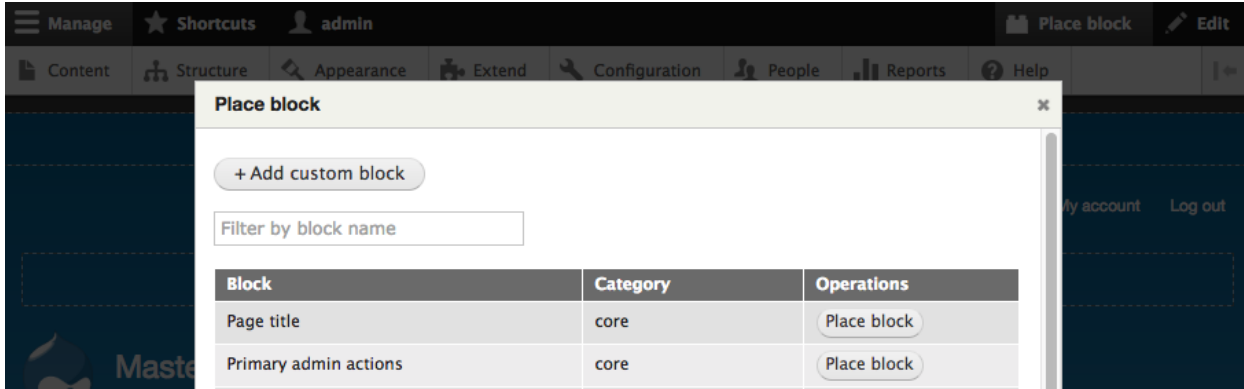 Manage Shortcuts admin Place block Edit
Content Structure Appearance Extend Configuration People Reports Help
Place block
+ Add custom block
My account Log out
Filter by block name
Block Category Operations
Page title core Place block
Primary admin actions core Place block